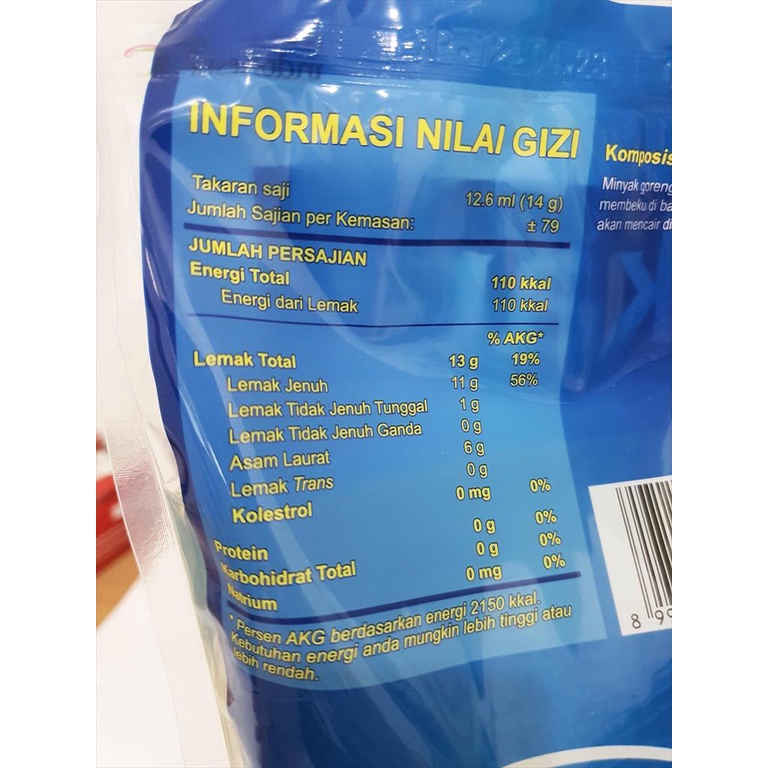 INFORMASI NILAI GIZI
Takaran saji 12.6 ml (14 g)
Jumlah Sajian per Kemasan: ± 79
JUMLAH PERSAJIAN
Energi Total 110 kkal
Energi dari Lemak 110 kkal
% AKG*
Lemak Total 13 g 19%
Lemak Jenuh 11 g 56%
Lemak Tidak Jenuh Tunggal 1 g
Lemak Tidak Jenuh Ganda 0 g
Asam Laurat 6 g
Lemak Trans 0 g
Kolestrol 0 mg 0%
Protein 0 g 0%
Karbohidrat Total 0 g 0%
Natrium 0 mg 0%
* Persen AKG berdasarkan energi 2150 kkal.
Kebutuhan energi anda mungkin lebih tinggi atau
lebih rendah.
Komposis
Minyak goreng
membeku di ba
akan mencair di
8 99